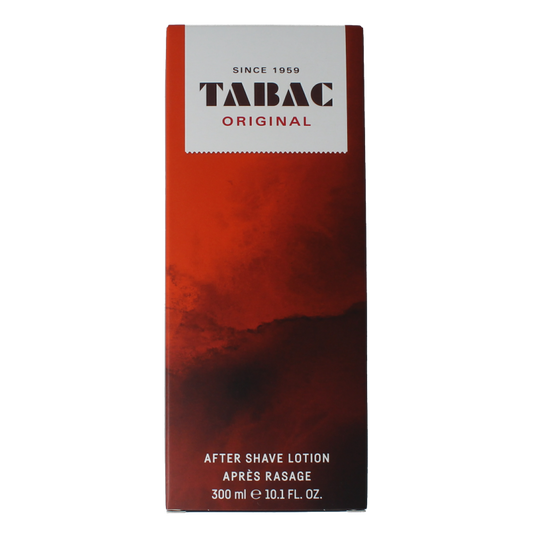 SINCE 1959
TABAC
ORIGINAL
AFTER SHAVE LOTION
APRÈS RASAGE
300 ml ℮ 10.1 FL. OZ.